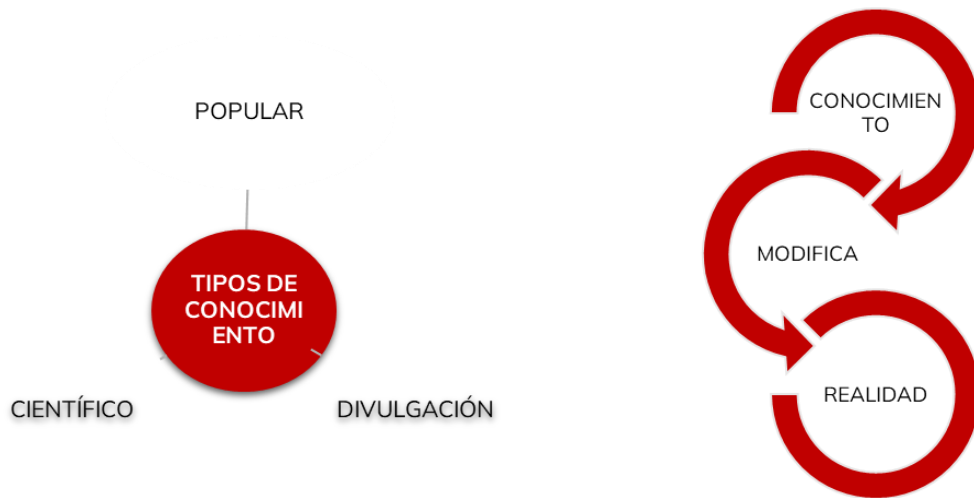 POPULAR
TIPOS DE
CONOCIMI
ENTO
CIENTÍFICO
DIVULGACIÓN
CONOCIMIEN
TO
MODIFICA
REALIDAD